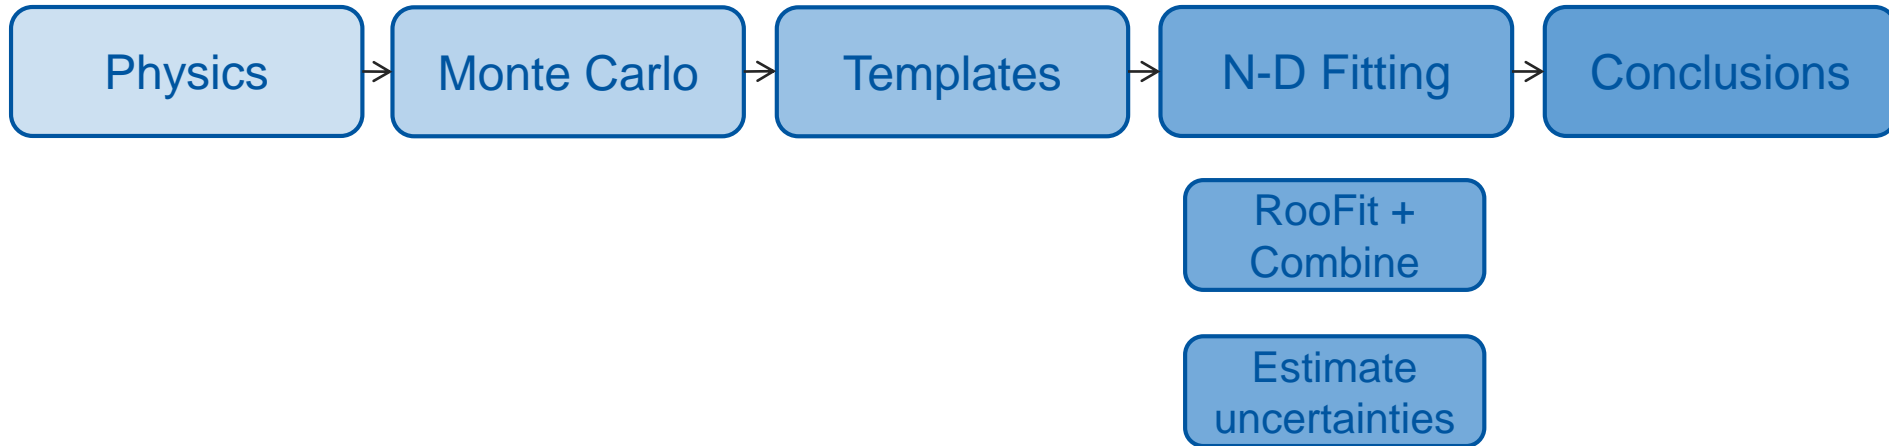 Physics
Monte Carlo
Templates
N-D Fitting
Conclusions
RooFit +
Combine
Estimate
uncertainties